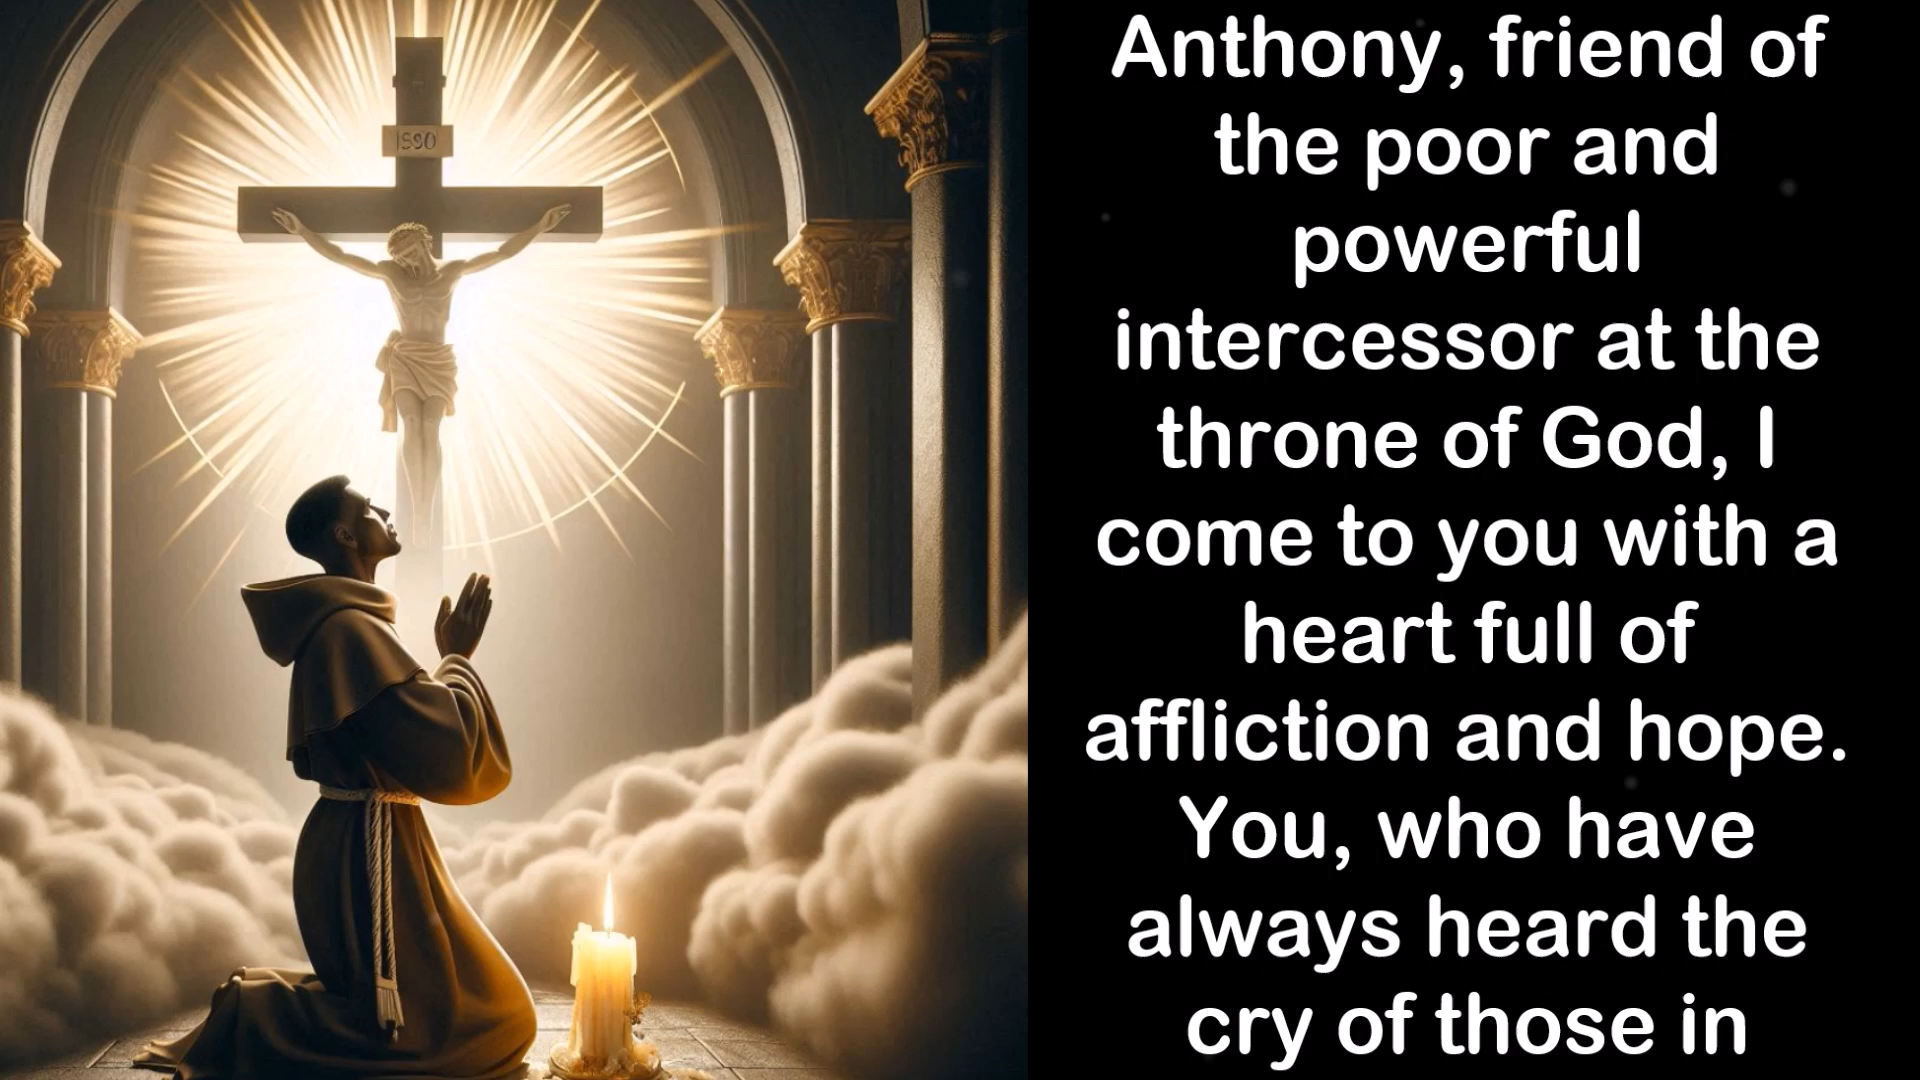 1S90
Anthony, friend of
the poor and
powerful
intercessor at the
throne of God, I
come to you with a
heart full of
affliction and hope.
You, who have
always heard the
cry of those in